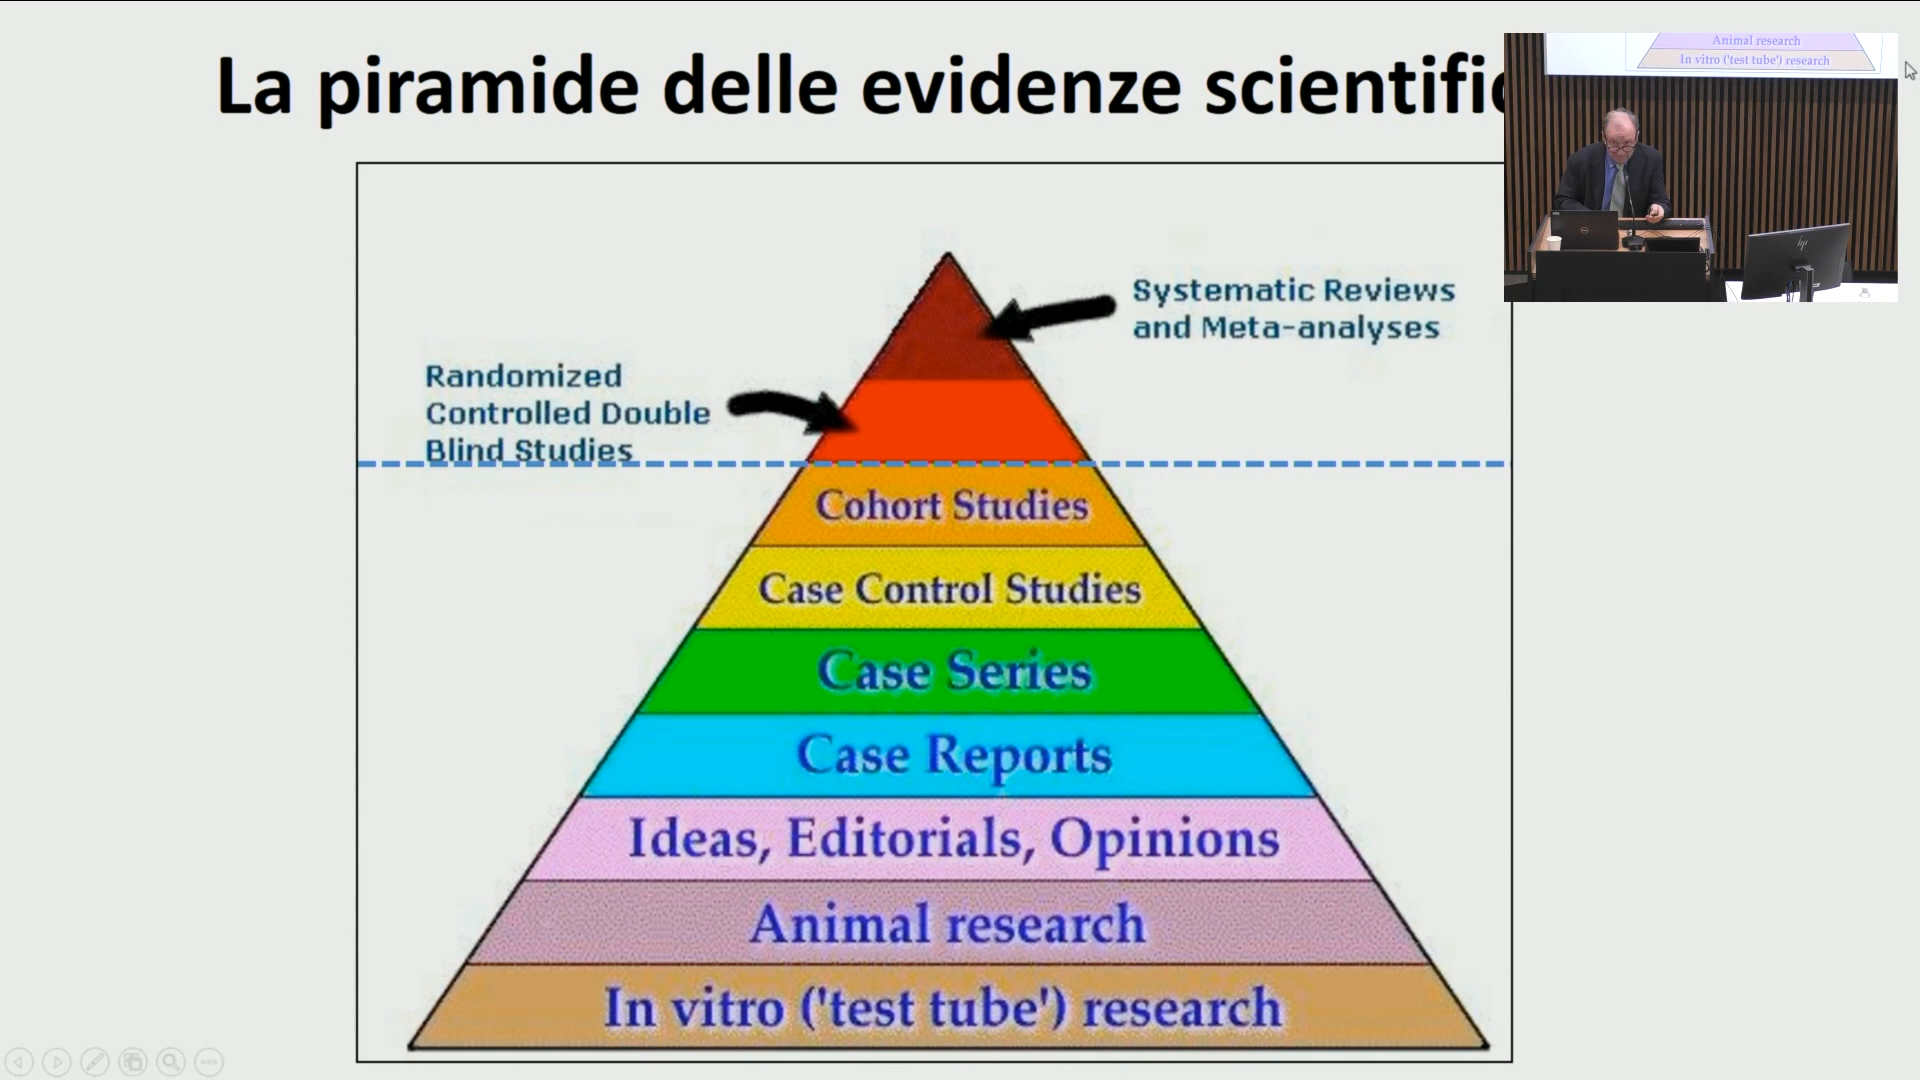 La piramide delle evidenze scientific
Animal research
In vitro ('test tube') research
Systematic Reviews
and Meta-analyses
Randomized
Controlled Double
Blind Studies
Cohort Studies
Case Control Studies
Case Series
Case Reports
Ideas, Editorials, Opinions
Animal research
In vitro ('test tube') research
hp